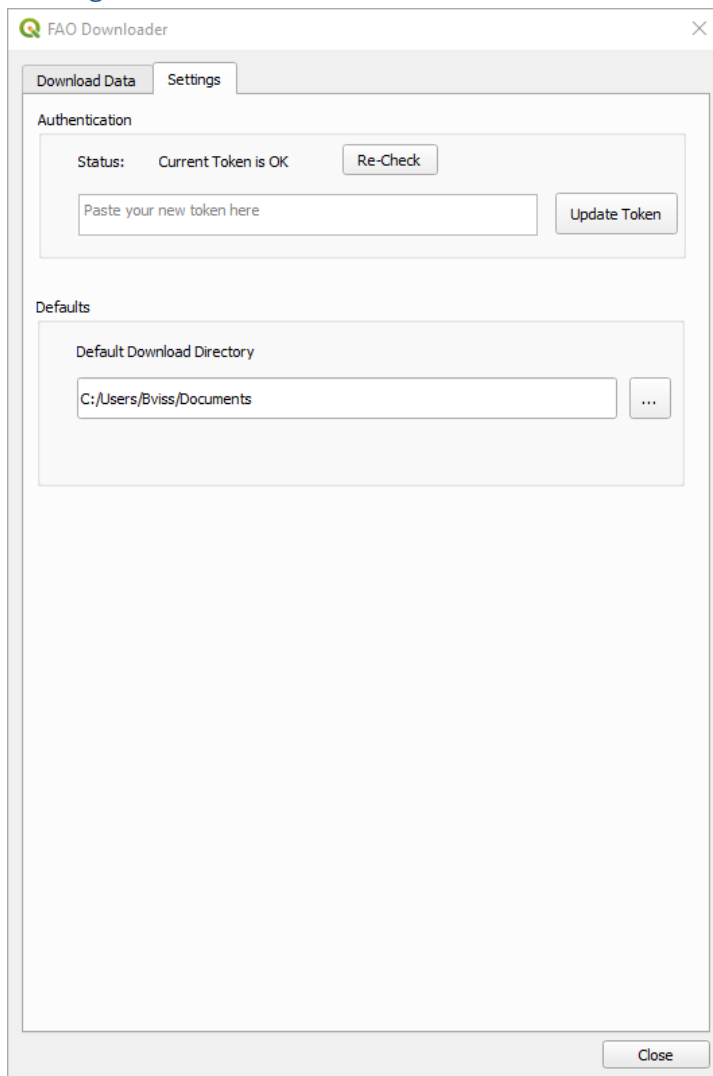 FAO Downloader
Download Data Settings
Authentication
Status: Current Token is OK Re-Check
Paste your new token here Update Token
Defaults
Default Download Directory
C:/Users/Bviss/Documents ...
Close